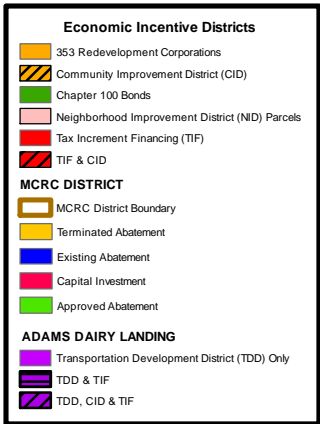 Economic Incentive Districts
353 Redevelopment Corporations
Community Improvement District (CID)
Chapter 100 Bonds
Neighborhood Improvement District (NID) Parcels
Tax Increment Financing (TIF)
TIF & CID
MCRC DISTRICT
MCRC District Boundary
Terminated Abatement
Existing Abatement
Capital Investment
Approved Abatement
ADAMS DAIRY LANDING
Transportation Development District (TDD) Only
TDD & TIF
TDD, CID & TIF